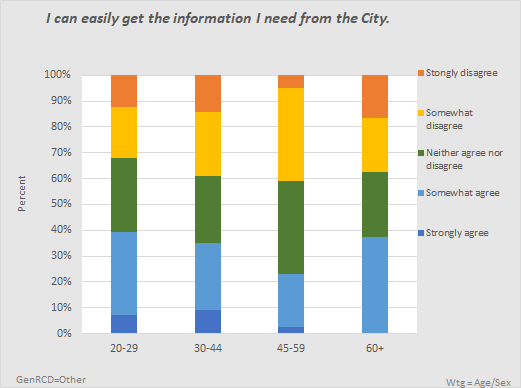 I can easily get the information I need from the City.
100%
90%
80%
70%
60%
50%
40%
30%
20%
10%
0%
Percent
20-29
30-44
45-59
60+
Stongly disagree
Somewhat
disagree
Neither agree nor
disagree
Somewhat agree
Strongly agree
GenRCD=Other
Wtg = Age/Sex